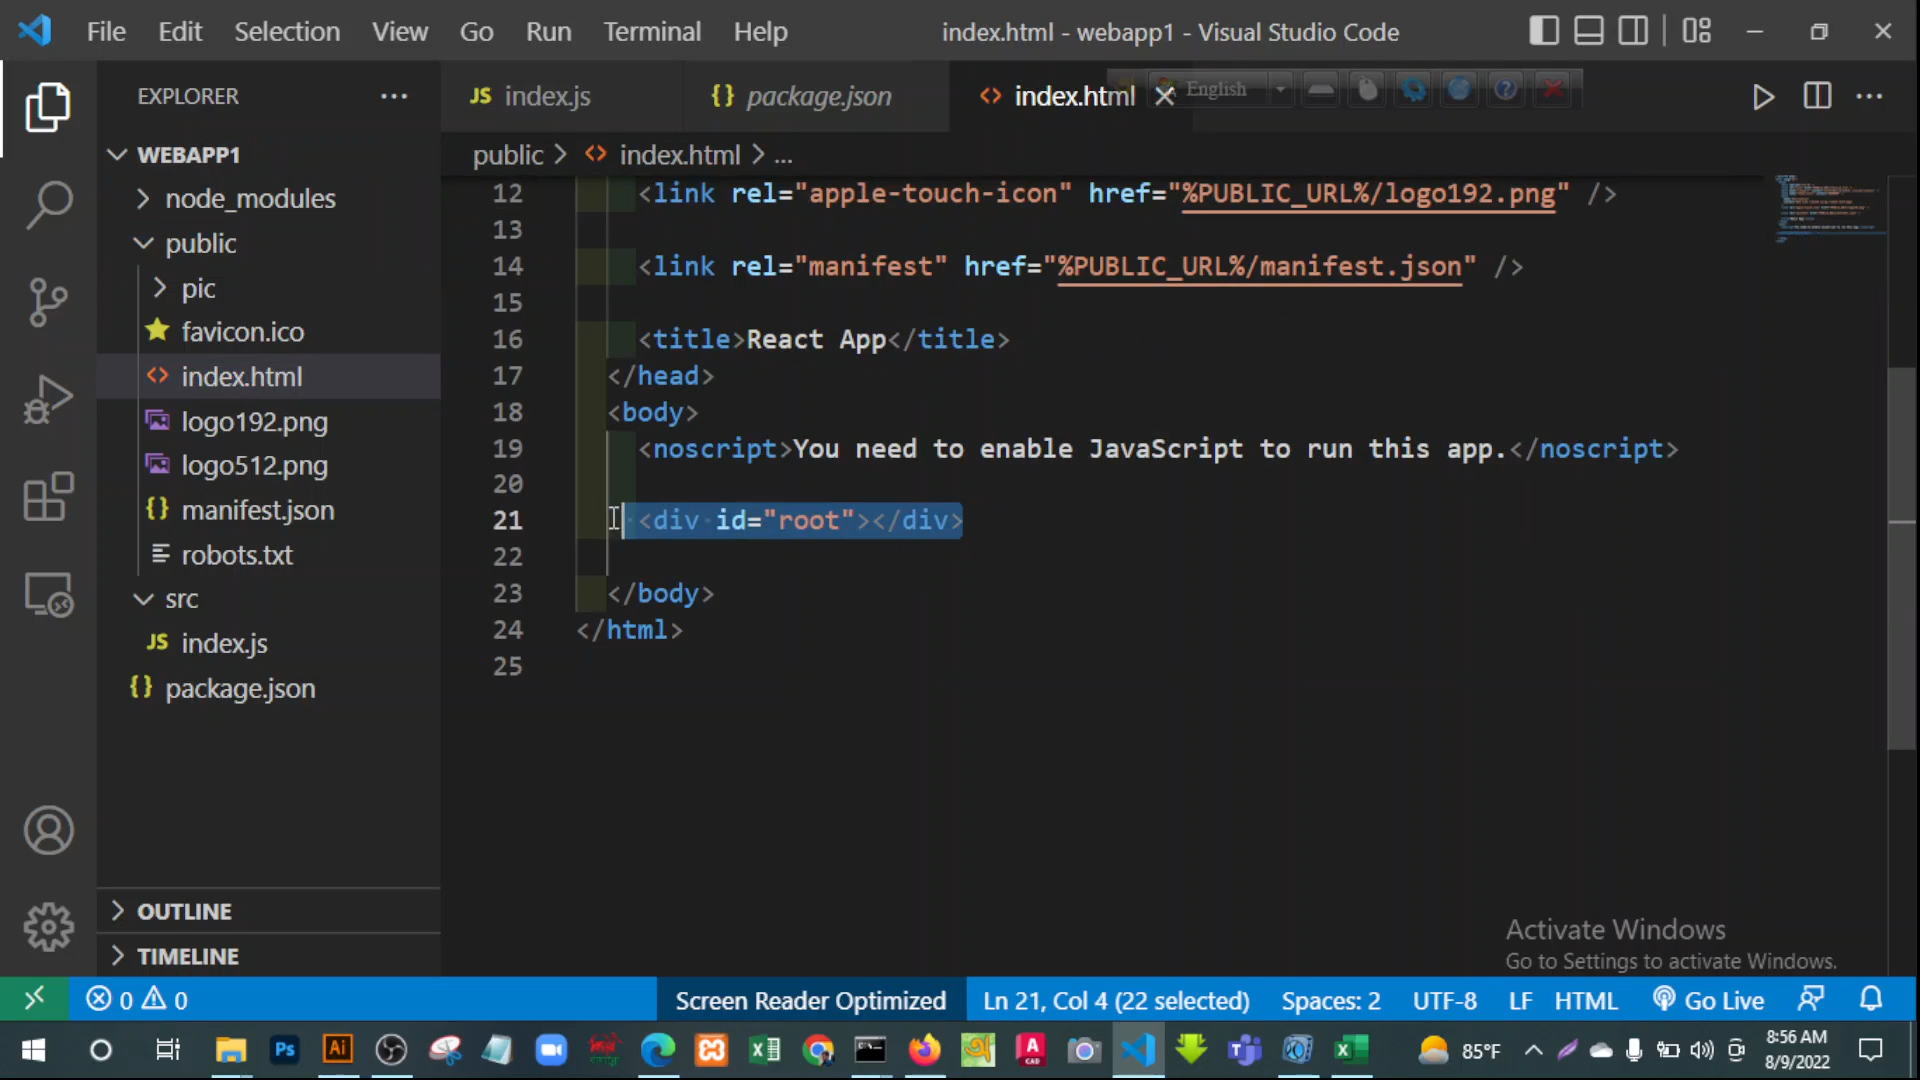 File Edit Selection View Go Run Terminal Help index.html - webapp1 - Visual Studio Code
EXPLORER
JS index.js {} package.json <> index.html
English
public > <> index.html > ...
WEBAPP1
node_modules
public
pic
favicon.ico
<> index.html
logo192.png
logo512.png
{} manifest.json
robots.txt
src
JS index.js
{} package.json
OUTLINE
TIMELINE
12 <link rel="apple-touch-icon" href="%PUBLIC_URL%/logo192.png" />
13
14 <link rel="manifest" href="%PUBLIC_URL%/manifest.json" />
15
16 <title>React App</title>
17 </head>
18 <body>
19 <noscript>You need to enable JavaScript to run this app.</noscript>
20
21 <div id="root"></div>
22
23 </body>
24 </html>
25
Activate Windows
Go to Settings to activate Windows.
0 0 Screen Reader Optimized Ln 21, Col 4 (22 selected) Spaces: 2 UTF-8 LF HTML Go Live
Ps Ai 85°F
8:56 AM
8/9/2022